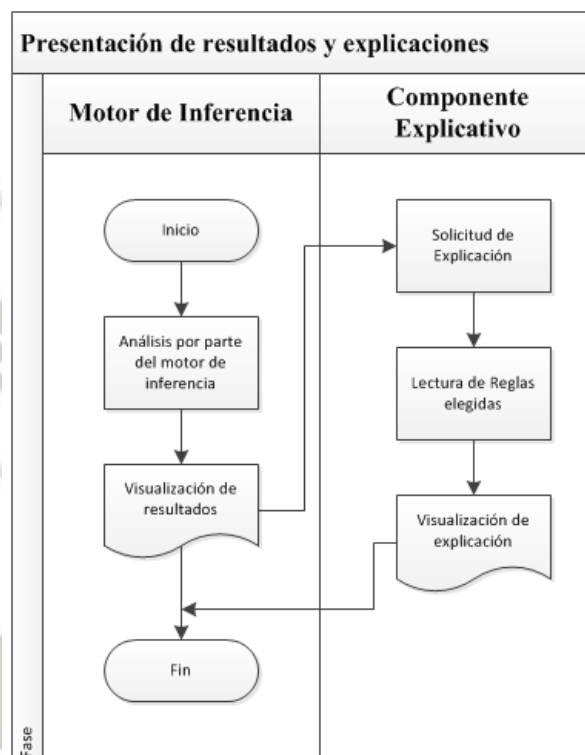 Presentación de resultados y explicaciones
Motor de Inferencia
Componente
Explicativo
Inicio
Análisis por parte
del motor de
inferencia
Visualización de
resultados
Fin
Solicitud de
Explicación
Lectura de Reglas
elegidas
Visualización de
explicación
Fase